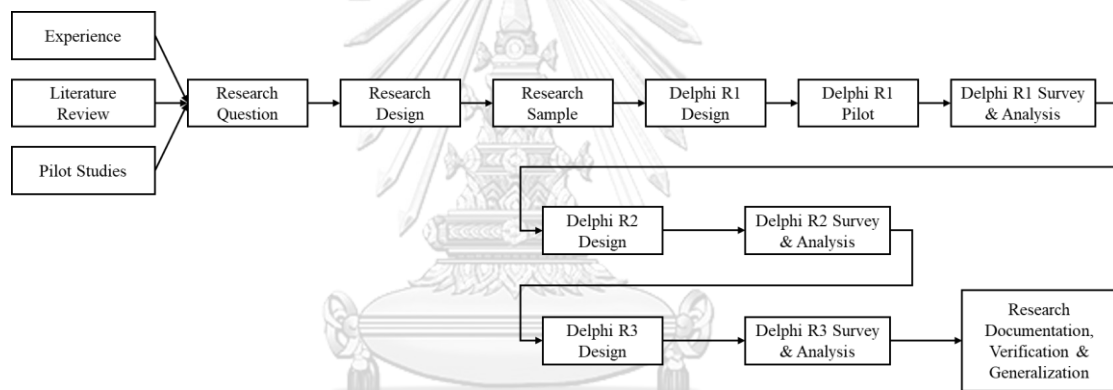 Experience
Literature
Review
Pilot Studies
Research
Question
Research
Design
Research
Sample
Delphi R1
Design
Delphi R1
Pilot
Delphi R1 Survey
& Analysis
Delphi R2
Design
Delphi R2 Survey
& Analysis
Delphi R3
Design
Delphi R3 Survey
& Analysis
Research
Documentation,
Verification &
Generalization